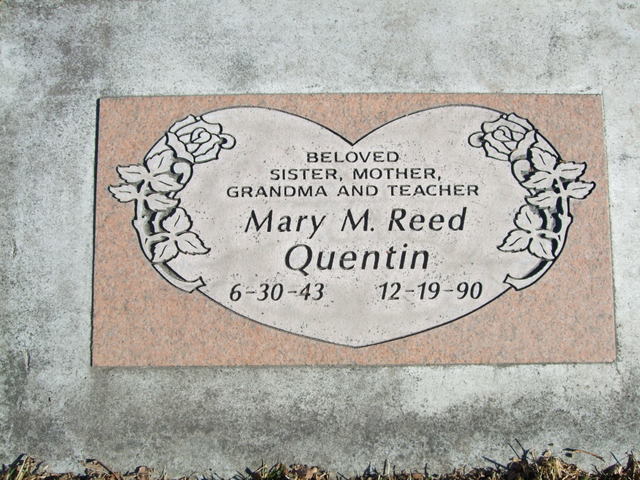 BELOVED
SISTER, MOTHER,
GRANDMA AND TEACHER
Mary M. Reed
Quentin
6-30-43 12-19-90